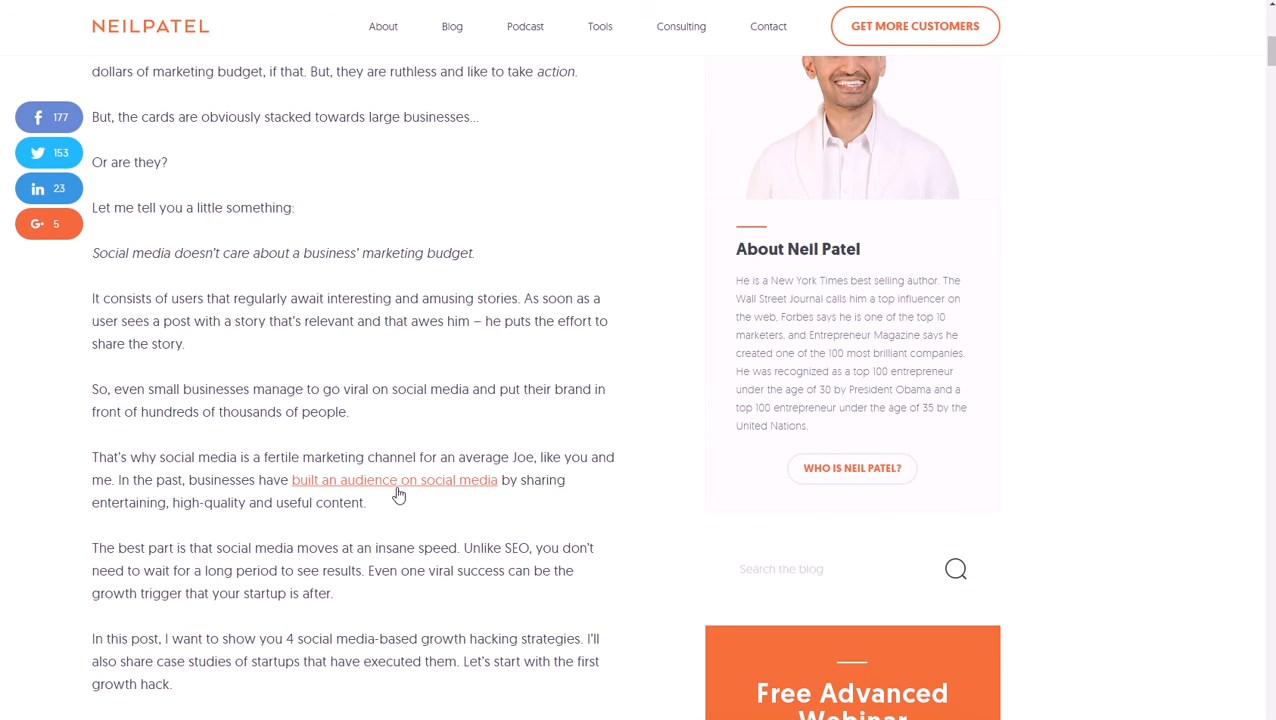 NEILPATEL
About Blog Podcast Tools Consulting Contact GET MORE CUSTOMERS
dollars of marketing budget, if that. But, they are ruthless and like to take action.
177
But, the cards are obviously stacked towards large businesses...
153
Or are they?
23
Let me tell you a little something:
5
Social media doesn't care about a business' marketing budget.
It consists of users that regularly await interesting and amusing stories. As soon as a
user sees a post with a story that's relevant and that awes him – he puts the effort to
share the story.
So, even small businesses manage to go viral on social media and put their brand in
front of hundreds of thousands of people.
That's why social media is a fertile marketing channel for an average Joe, like you and
me. In the past, businesses have built an audience on social media by sharing
entertaining, high-quality and useful content.
The best part is that social media moves at an insane speed. Unlike SEO, you don't
need to wait for a long period to see results. Even one viral success can be the
growth trigger that your startup is after.
In this post, I want to show you 4 social media-based growth hacking strategies. I'll
also share case studies of startups that have executed them. Let's start with the first
growth hack.
About Neil Patel
He is a New York Times best selling author. The
Wall Street Journal calls him a top influencer on
the web, Forbes says he is one of the top 10
marketers, and Entrepreneur Magazine says he
created one of the 100 most brilliant companies.
He was recognized as a top 100 entrepreneur
under the age of 30 by President Obama and a
top 100 entrepreneur under the age of 35 by the
United Nations.
WHO IS NEIL PATEL?
Search the blog
Free Advanced
Webinar